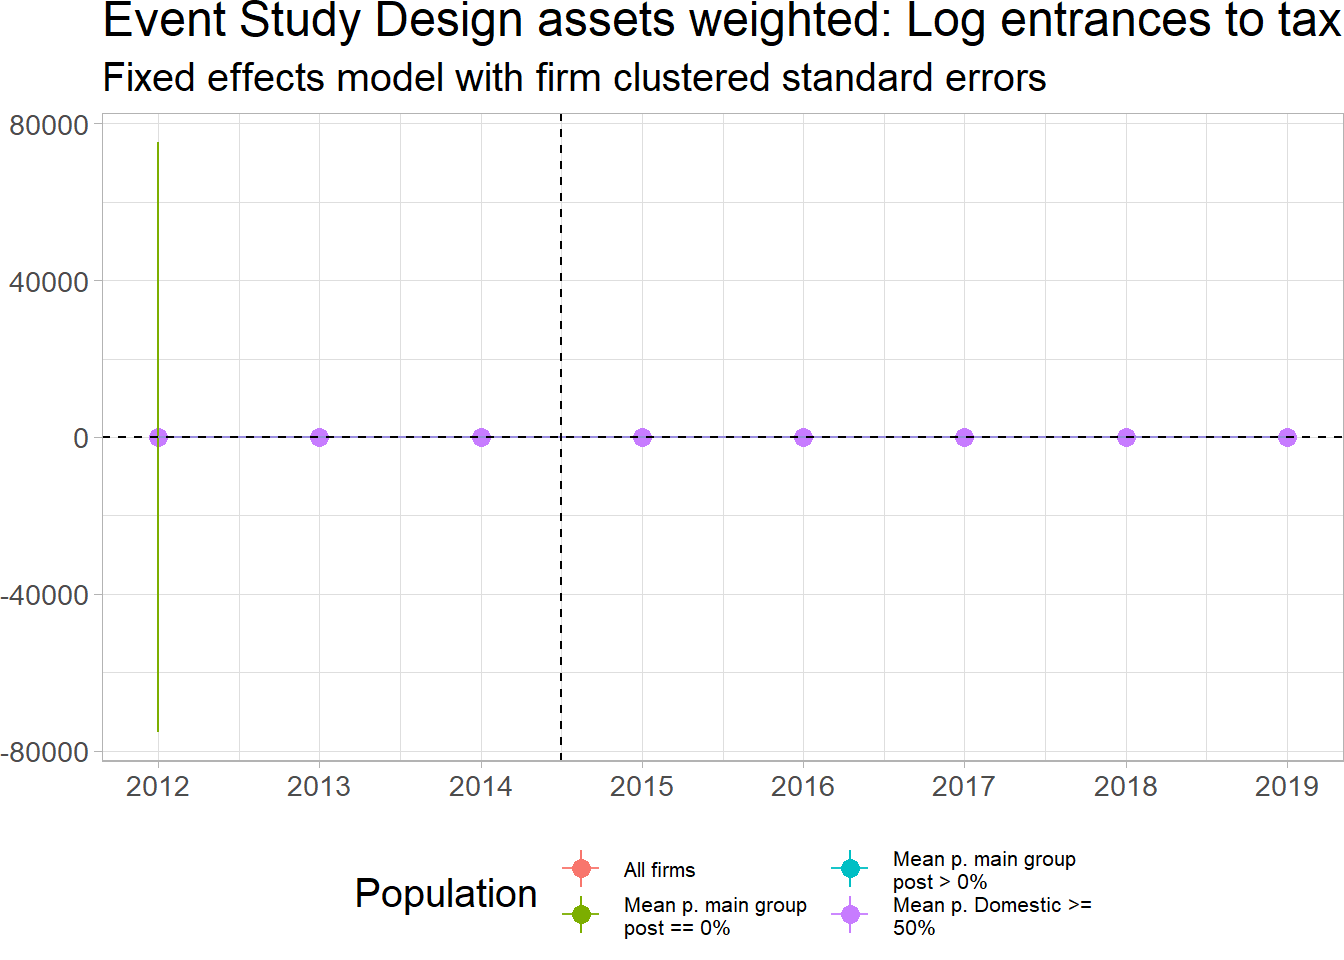 Event Study Design assets weighted: Log entrances to tax
Fixed effects model with firm clustered standard errors
80000
40000
0
-40000
-80000
2012 2013 2014 2015 2016 2017 2018 2019
Population
All firms
Mean p. main group
post == 0%
Mean p. main group
post > 0%
Mean p. Domestic >=
50%